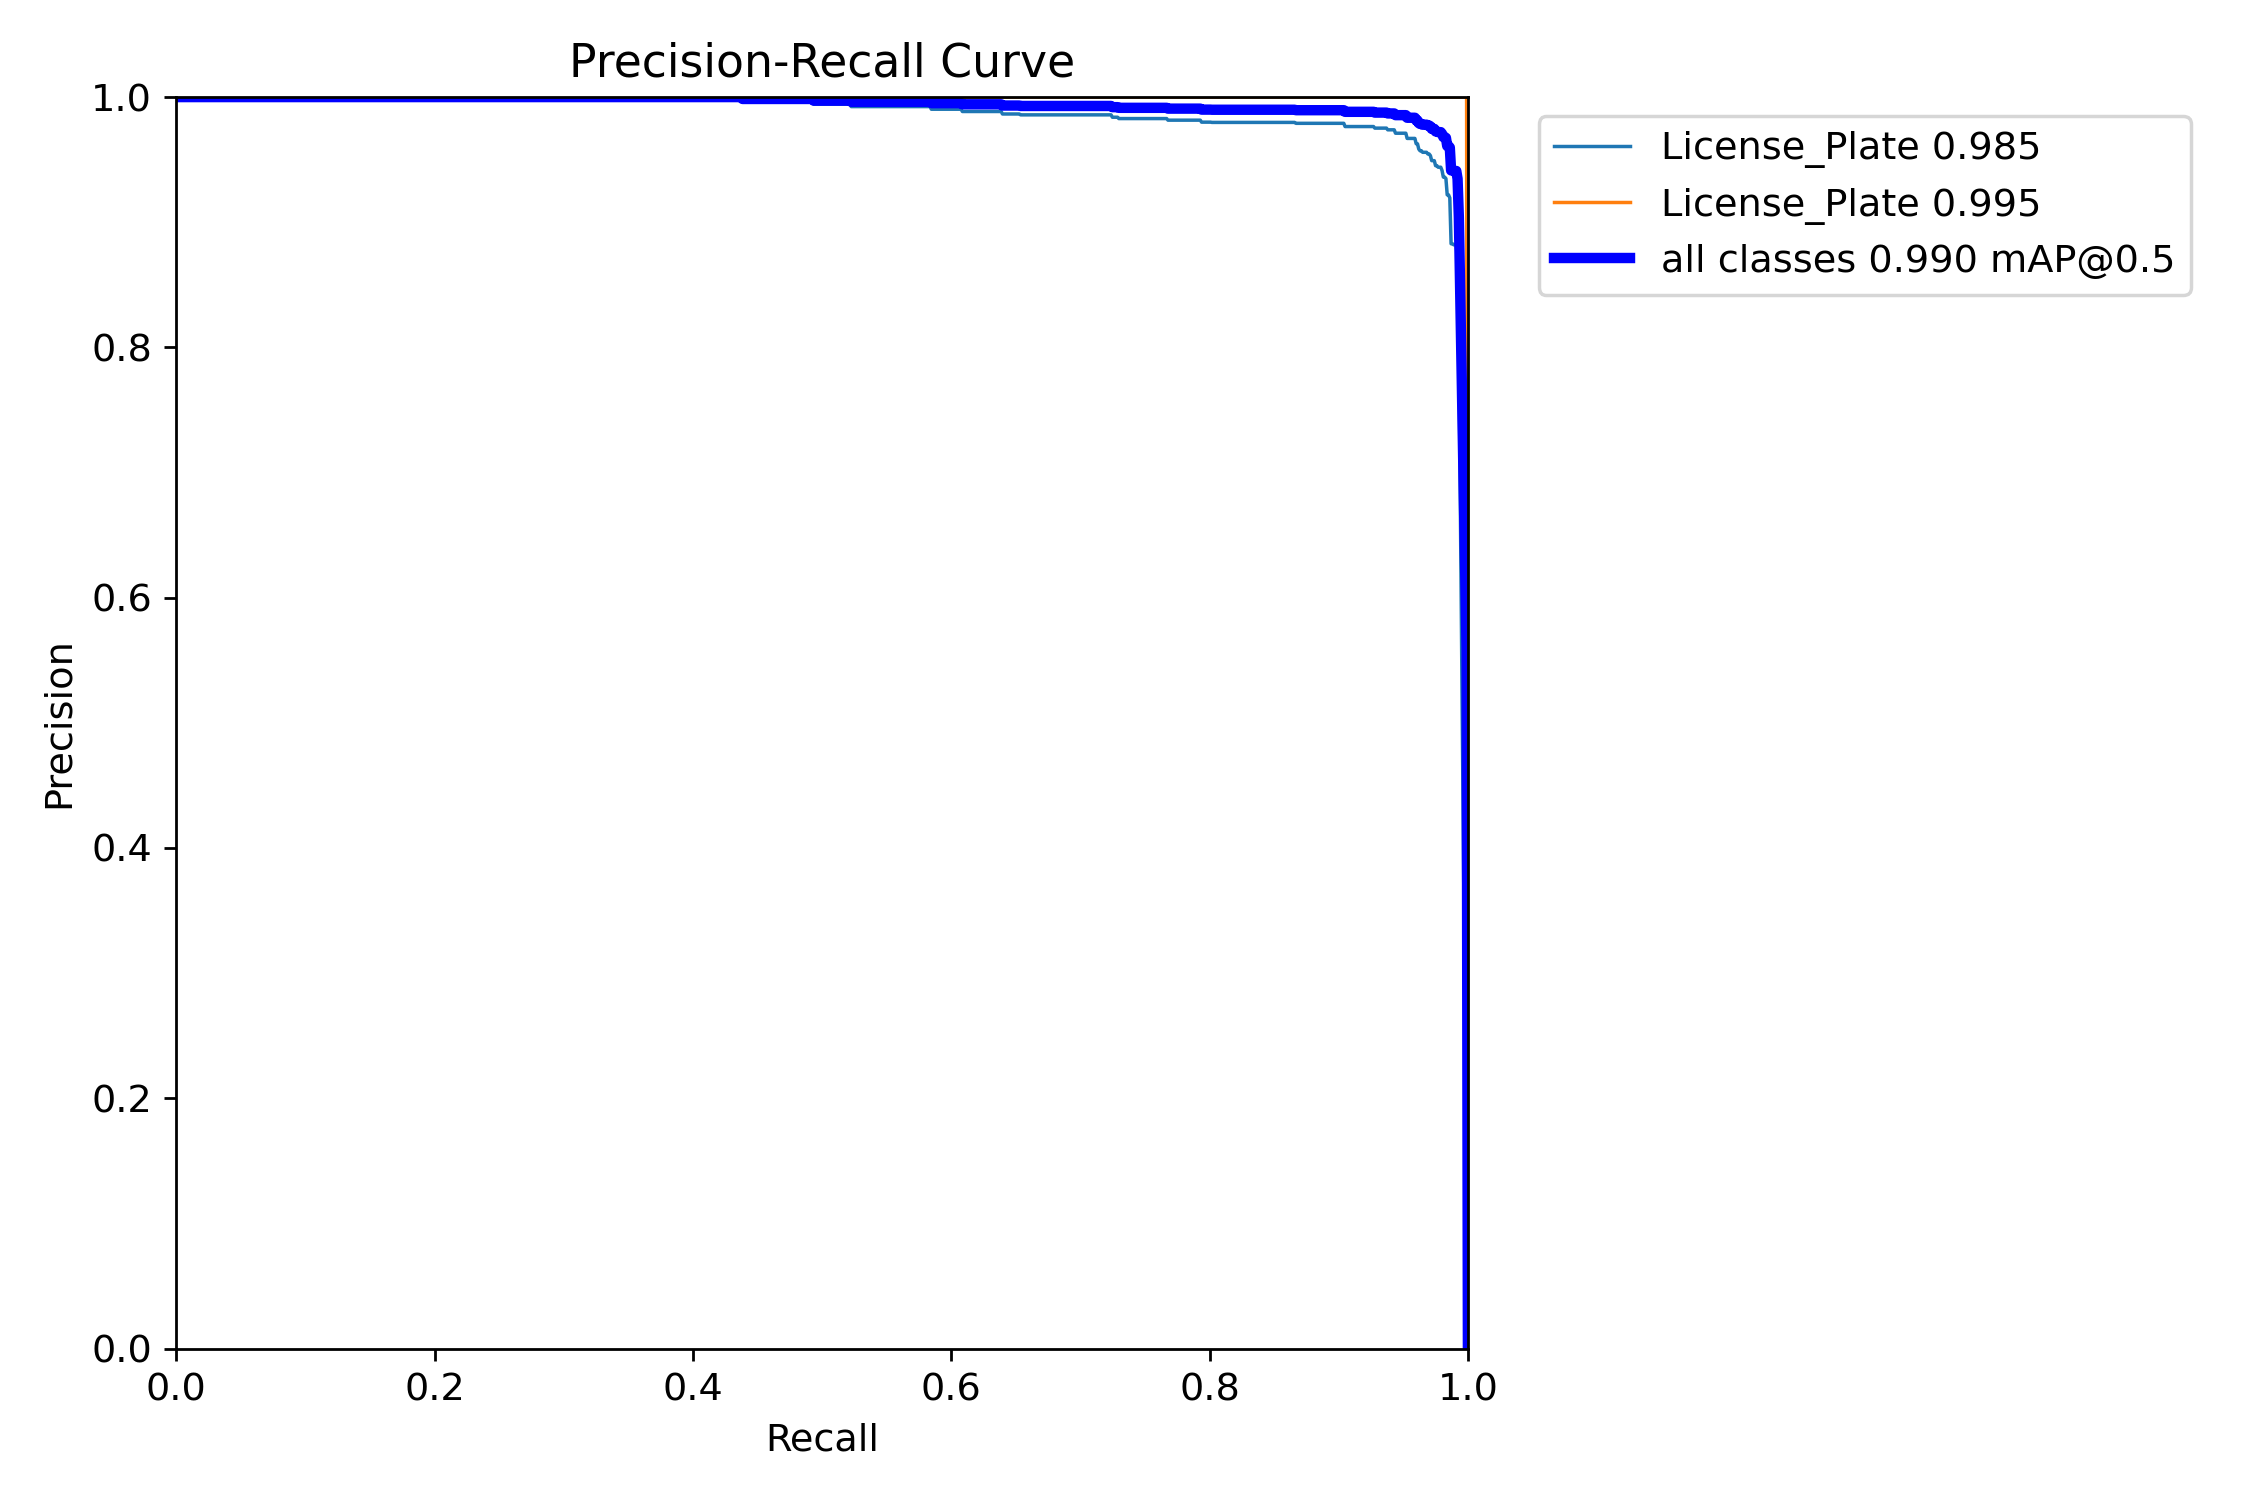 Precision-Recall Curve
1.0
0.8
0.6
0.4
0.2
0.0
Precision
0.0 0.2 0.4 0.6 0.8 1.0
Recall
License_Plate 0.985
License_Plate 0.995
all classes 0.990 mAP@0.5